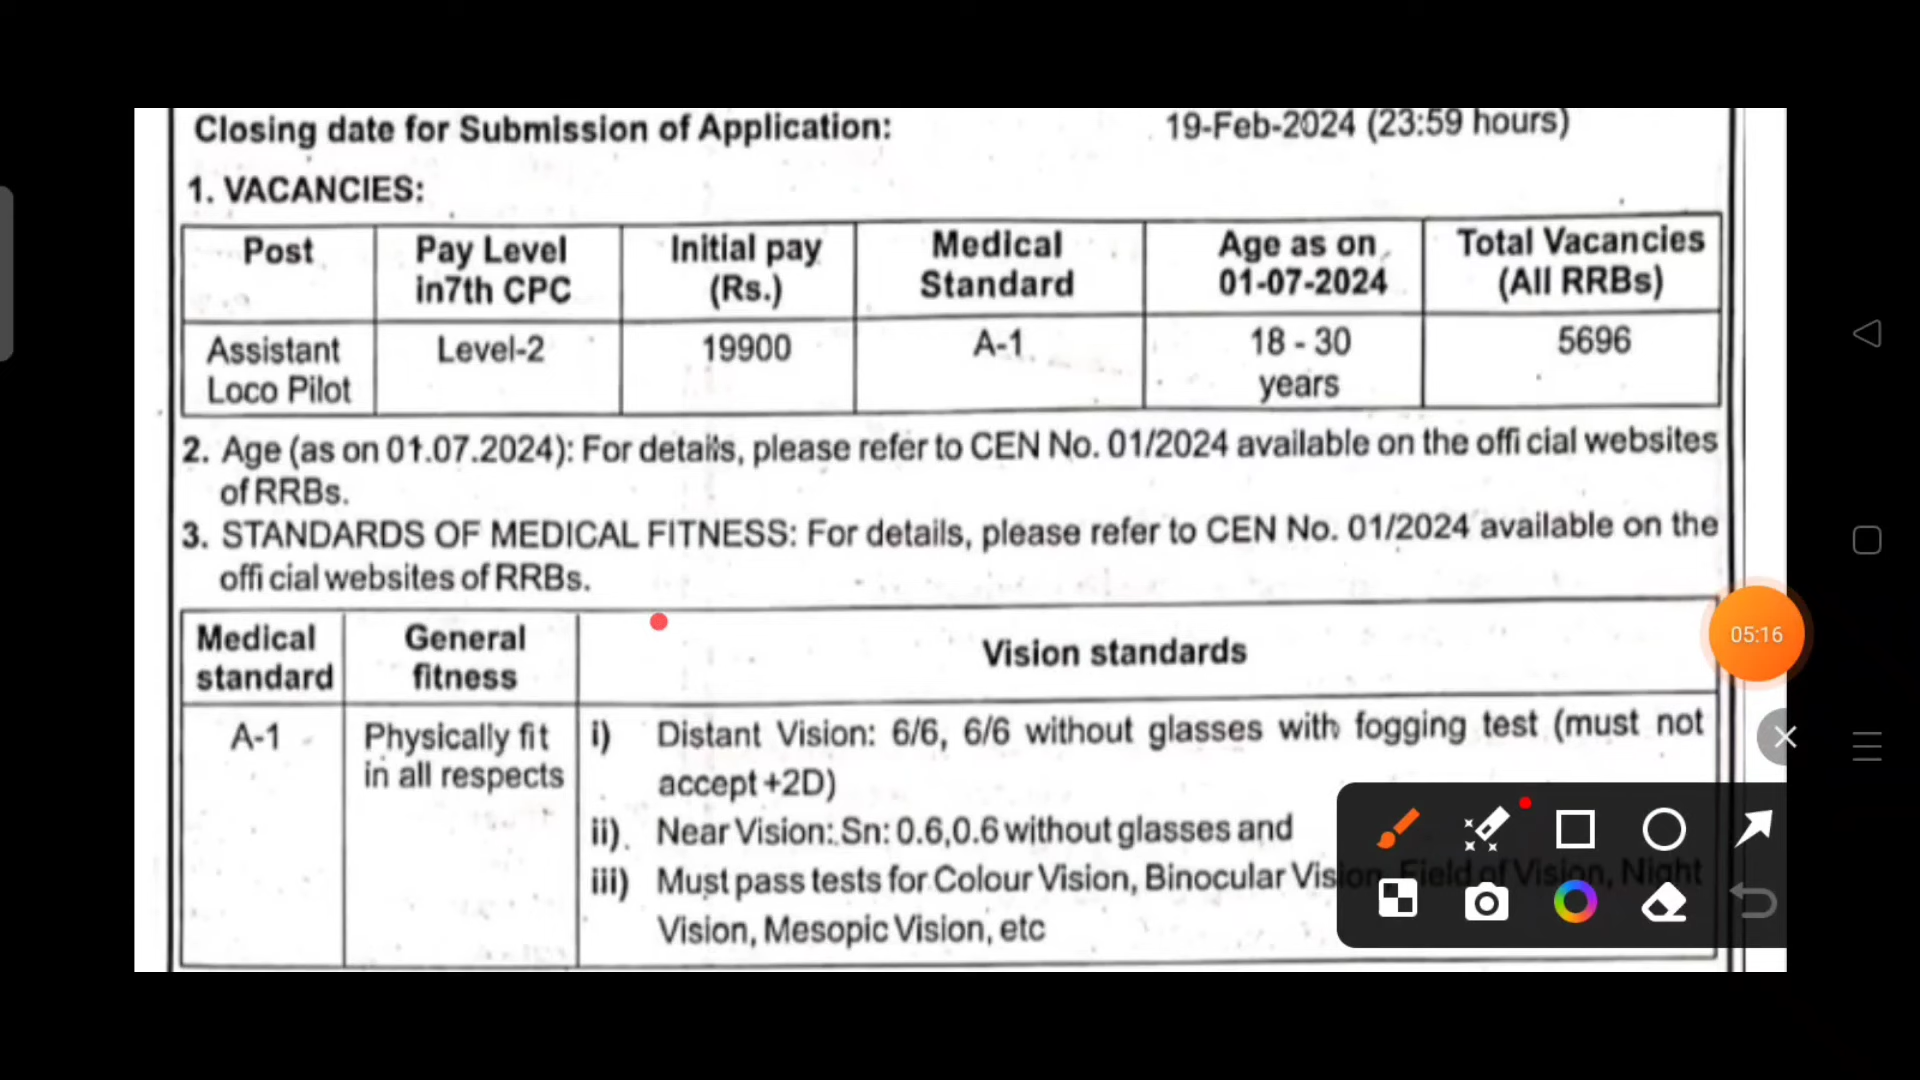 Closing date for Submission of Application: 19-Feb-2024 (23:59 hours)
1. VACANCIES:
Post Pay Level in7th CPC Initial pay (Rs.) Medical Standard Age as on 01-07-2024 Total Vacancies (All RRBs)
Assistant Loco Pilot Level-2 19900 A-1 18 - 30 years 5696
2. Age (as on 01.07.2024): For details, please refer to CEN No. 01/2024 available on the offi cial websites
of RRBs.
3. STANDARDS OF MEDICAL FITNESS: For details, please refer to CEN No. 01/2024 available on the
offi cial websites of RRBs.
Medical standard General fitness Vision standards
A-1 Physically fit in all respects
i) Distant Vision: 6/6, 6/6 without glasses with fogging test (must not
accept +2D)
ii). Near Vision: Sn: 0.6,0.6 without glasses and
iii) Must pass tests for Colour Vision, Binocular Vision, Field of Vision, Night
Vision, Mesopic Vision, etc
05:16